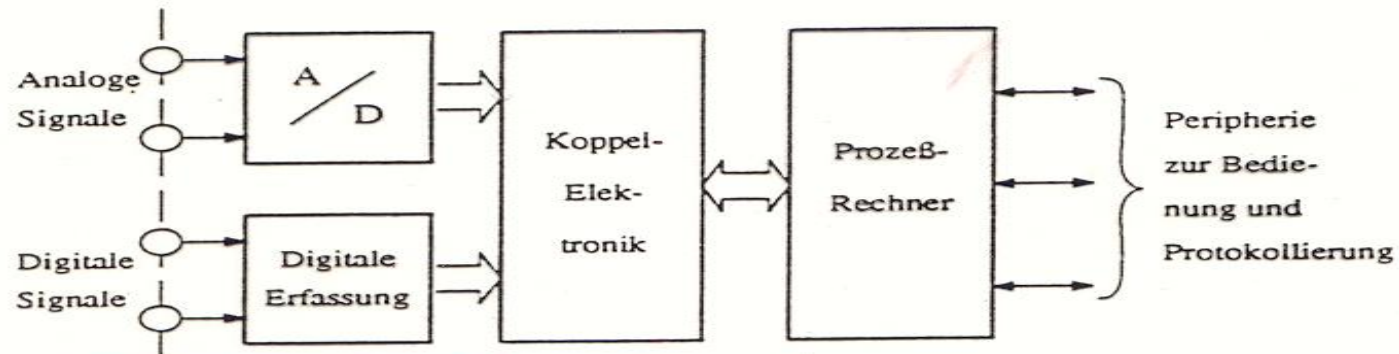 Analoge
Signale
A
D
Digitale
Signale
Digitale
Erfassung
Koppel-
Elek-
tronik
Prozeß-
Rechner
Peripherie
zur Bedie-
nung und
Protokollierung